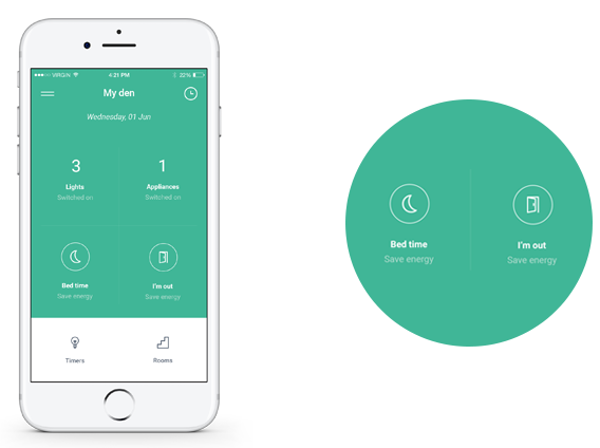 VIRGIN 4:21 PM 22%
My den
Wednesday, 01 Jun
3 1
Lights Appliances
Switched on Switched on
Bed time I'm out
Save energy Save energy
Timers Rooms
Bed time I'm out
Save energy Save energy